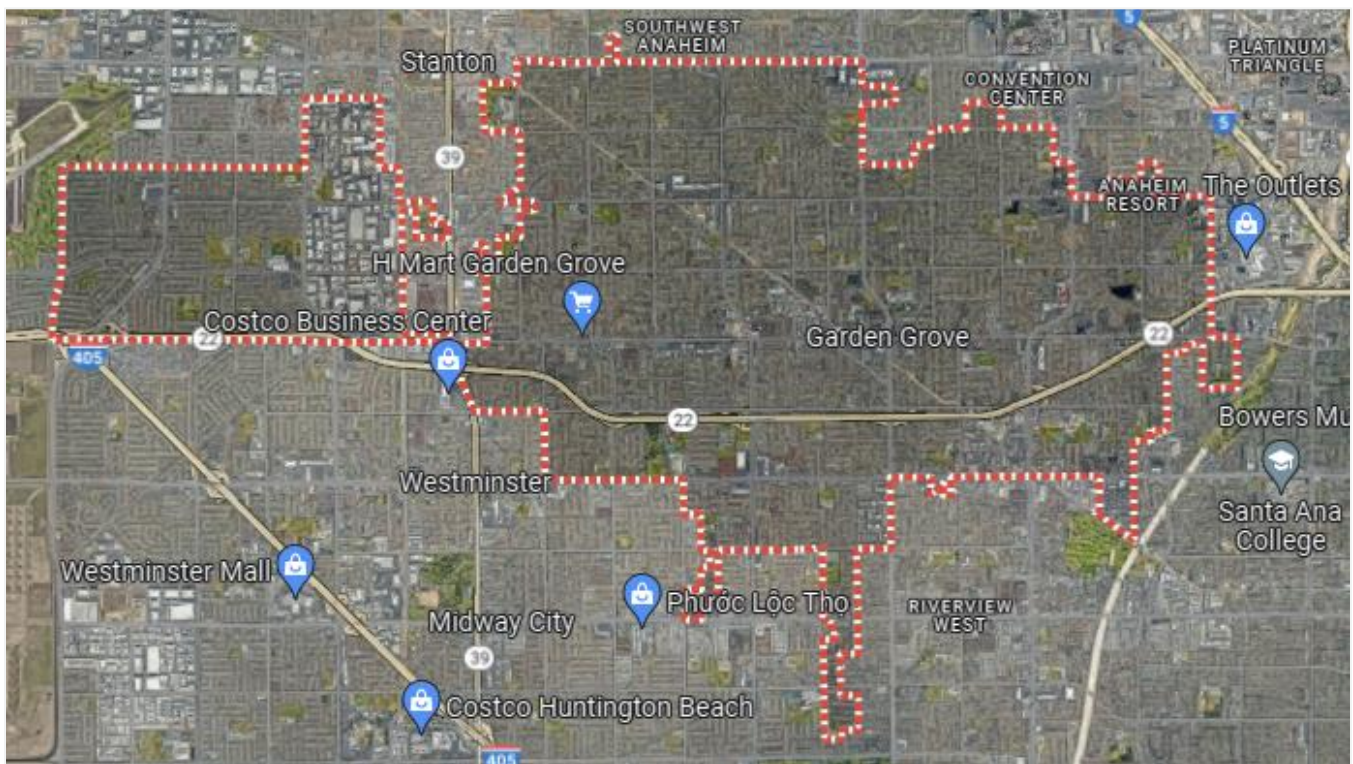 SOUTHWEST
ANAHEIM
5
PLATINUM
TRIANGLE
Stanton
CONVENTION
CENTER
5
39
ANAHEIM
RESORT
The Outlets
H Mart Garden Grove
Costco Business Center
22
405
Garden Grove
22
22
Bowers Mu
Westminster
Santa Ana
College
Westminster Mall
Phước Lộc Thọ
RIVERVIEW
WEST
Midway City
39
Costco Huntington Beach
405